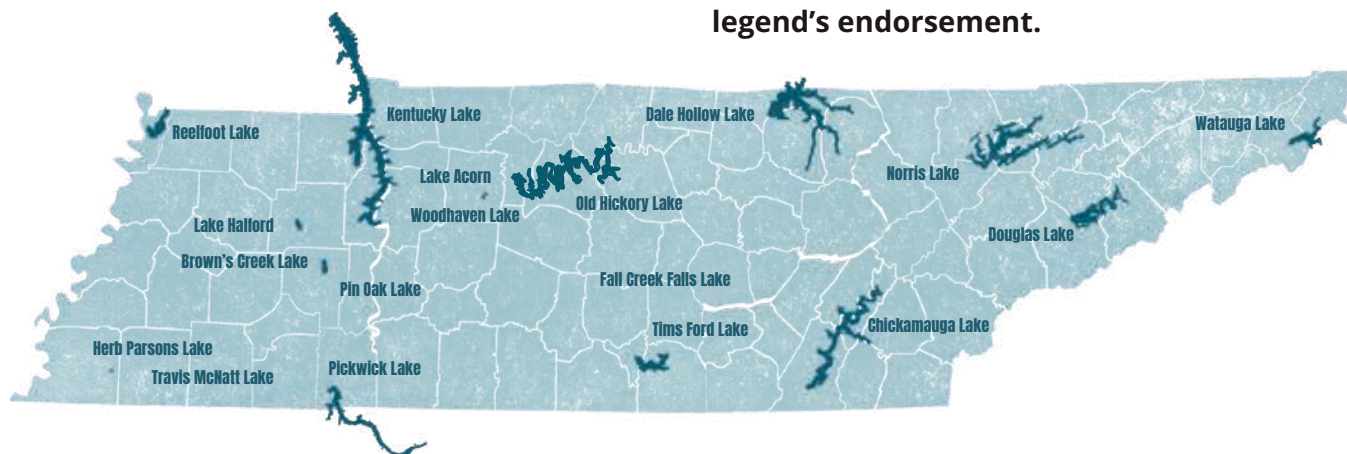 legend’s endorsement.
Kentucky Lake
Dale Hollow Lake
Watauga Lake
Reelfoot Lake
Lake Acorn
Norris Lake
Woodhaven Lake
Old Hickory Lake
Lake Halford
Douglas Lake
Brown's Creek Lake
Fall Creek Falls Lake
Pin Oak Lake
Chickamauga Lake
Tims Ford Lake
Herb Parsons Lake
Pickwick Lake
Travis McNatt Lake